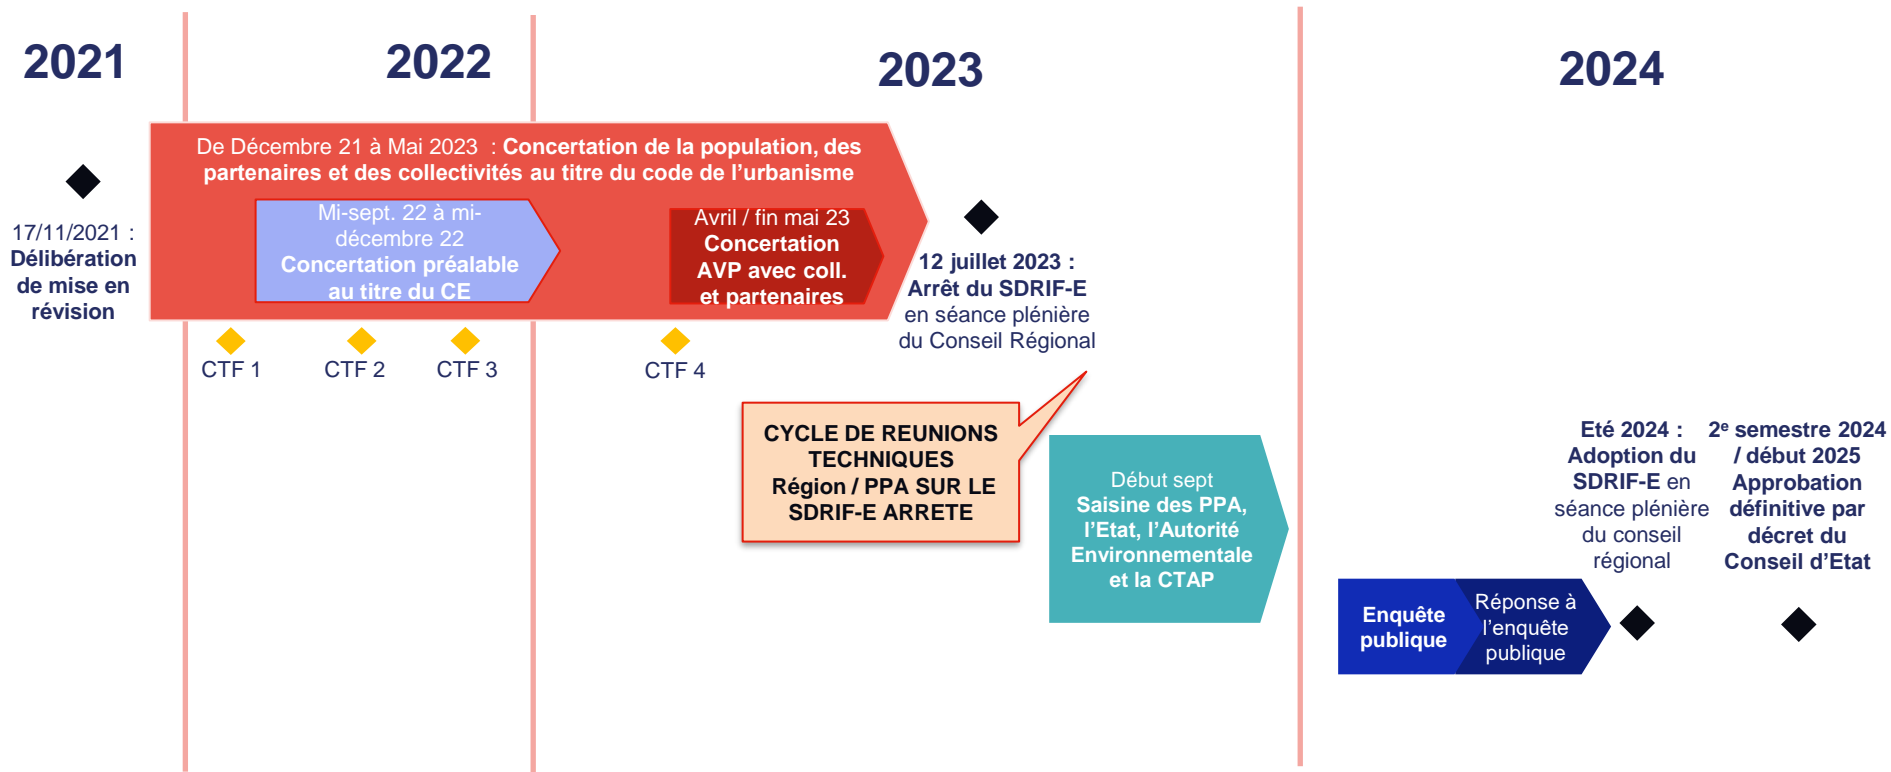 2021
2022
2023
2024
De Décembre 21 à Mai 2023 : Concertation de la population, des
partenaires et des collectivités au titre du code de l’urbanisme
17/11/2021 :
Délibération
de mise en
révision
Mi-sept. 22 à mi-
décembre 22
Concertation préalable
au titre du CE
Avril / fin mai 23
Concertation
AVP avec coll.
et partenaires
12 juillet 2023 :
Arrêt du SDRIF-E
en séance plénière
du Conseil Régional
CTF 1
CTF 2
CTF 3
CTF 4
CYCLE DE REUNIONS
TECHNIQUES
Région / PPA SUR LE
SDRIF-E ARRETE
Début sept
Saisine des PPA,
l’Etat, l’Autorité
Environnementale
et la CTAP
Enquête
publique
Réponse à
l’enquête
publique
Eté 2024 :
Adoption du
SDRIF-E en
séance plénière
du conseil
régional
2e semestre 2024
/ début 2025
Approbation
définitive par
décret du
Conseil d’Etat